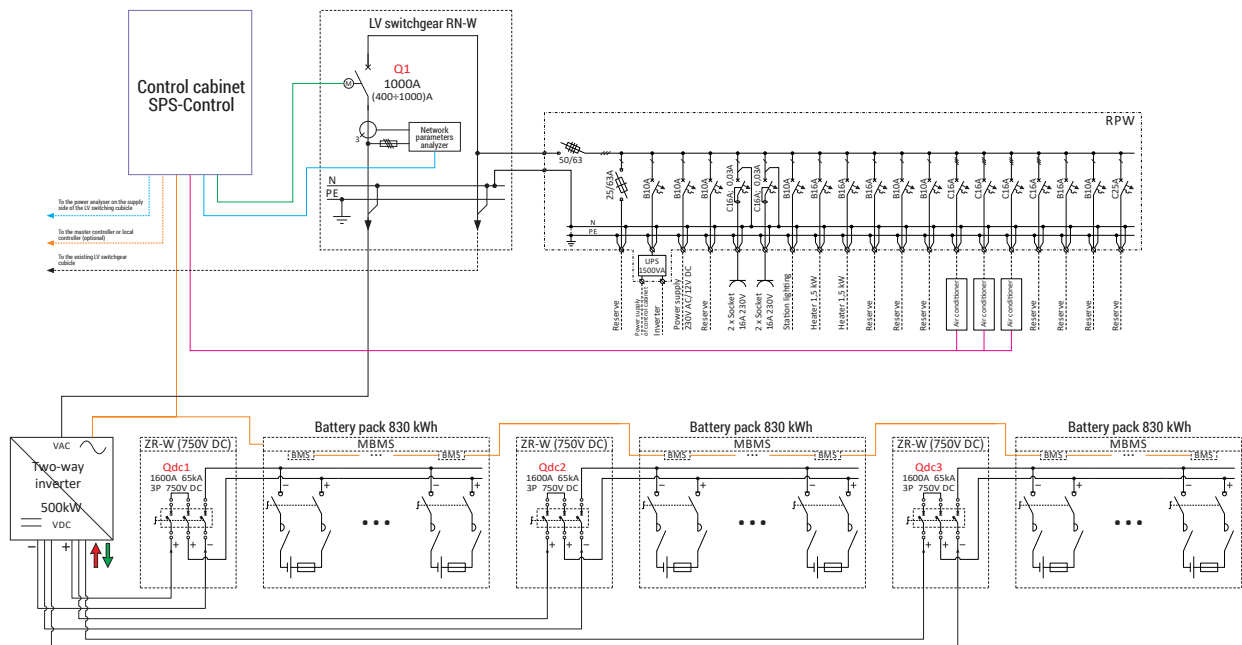 LV switchgear RN-W
Control cabinet
SPS-Control
Q1
1000A
(400÷1000)A
M
3
Network
parameters
analyzer
N
PE
RPW
50/63
25/63A
B10A
B10A
B10A
C16A; 0,03A
C16A; 0,03A
B10A
B16A
B16A
B10A
B10A
B10A
C16A
C16A
C16A
C16A
B16A
B10A
C25A
N
PE
To the power analyser on the supply
side of the LV switching cubicle
To the master controller or local
controller (optional)
To the existing LV switchgear
cubicle
UPS
1500VA
Reserve
Power supply
of control cabinet
Inverter
Power supply
230V AC/12V DC
Reserve
2 x Socket
16A 230V
2 x Socket
16A 230V
Station lighting
Heater 1,5 kW
Heater 1,5 kW
Reserve
Reserve
Reserve
Air conditioner
Air conditioner
Air conditioner
Reserve
Reserve
Reserve
Reserve
VAC
Two-way
inverter
500kW
VDC
− +
ZR-W (750V DC)
Qdc1
1600A 65kA
3P 750V DC
+ + −
Battery pack 830 kWh
MBMS
BMS ... BMS
− + − +
ZR-W (750V DC)
Qdc2
1600A 65kA
3P 750V DC
+ + −
Battery pack 830 kWh
MBMS
BMS ... BMS
− + − +
ZR-W (750V DC)
Qdc3
1600A 65kA
3P 750V DC
+ + −
Battery pack 830 kWh
MBMS
BMS ... BMS
− + − +